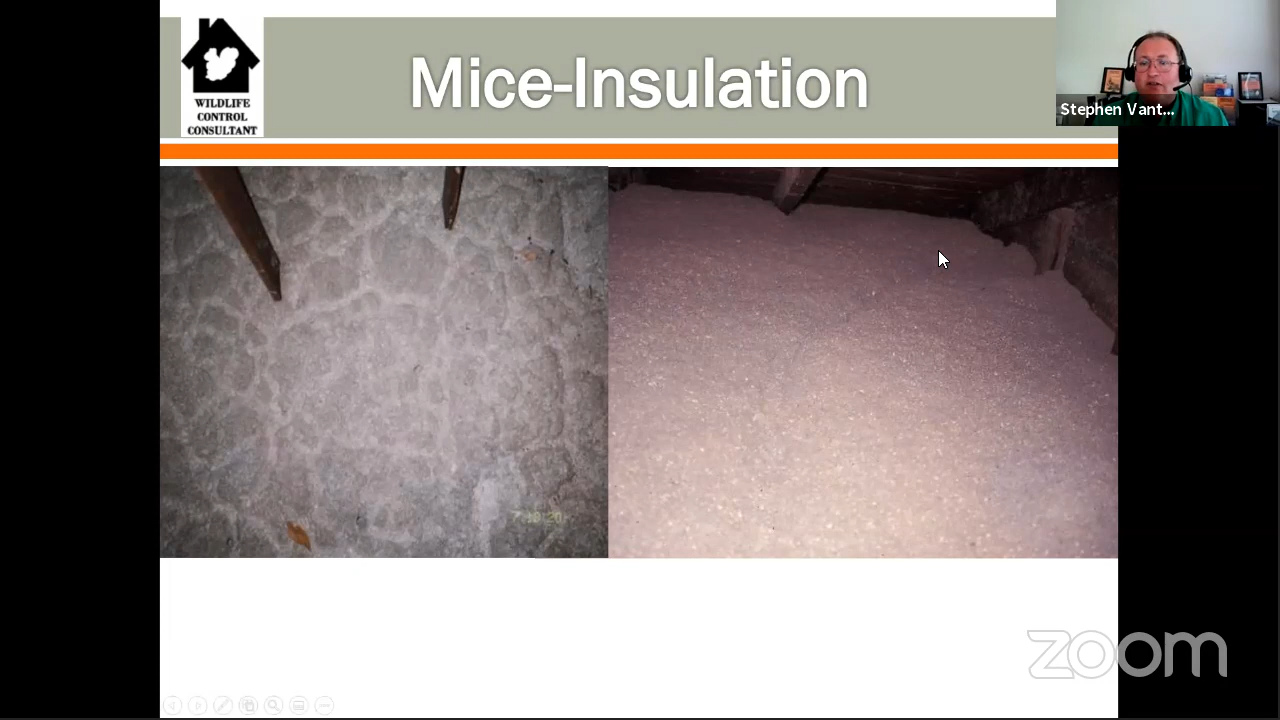 Mice-Insulation
WILDLIFE
CONTROL
CONSULTANT
Stephen Vant...
zoom